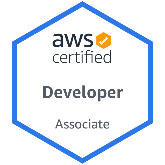 aws
certified
Developer
Associate